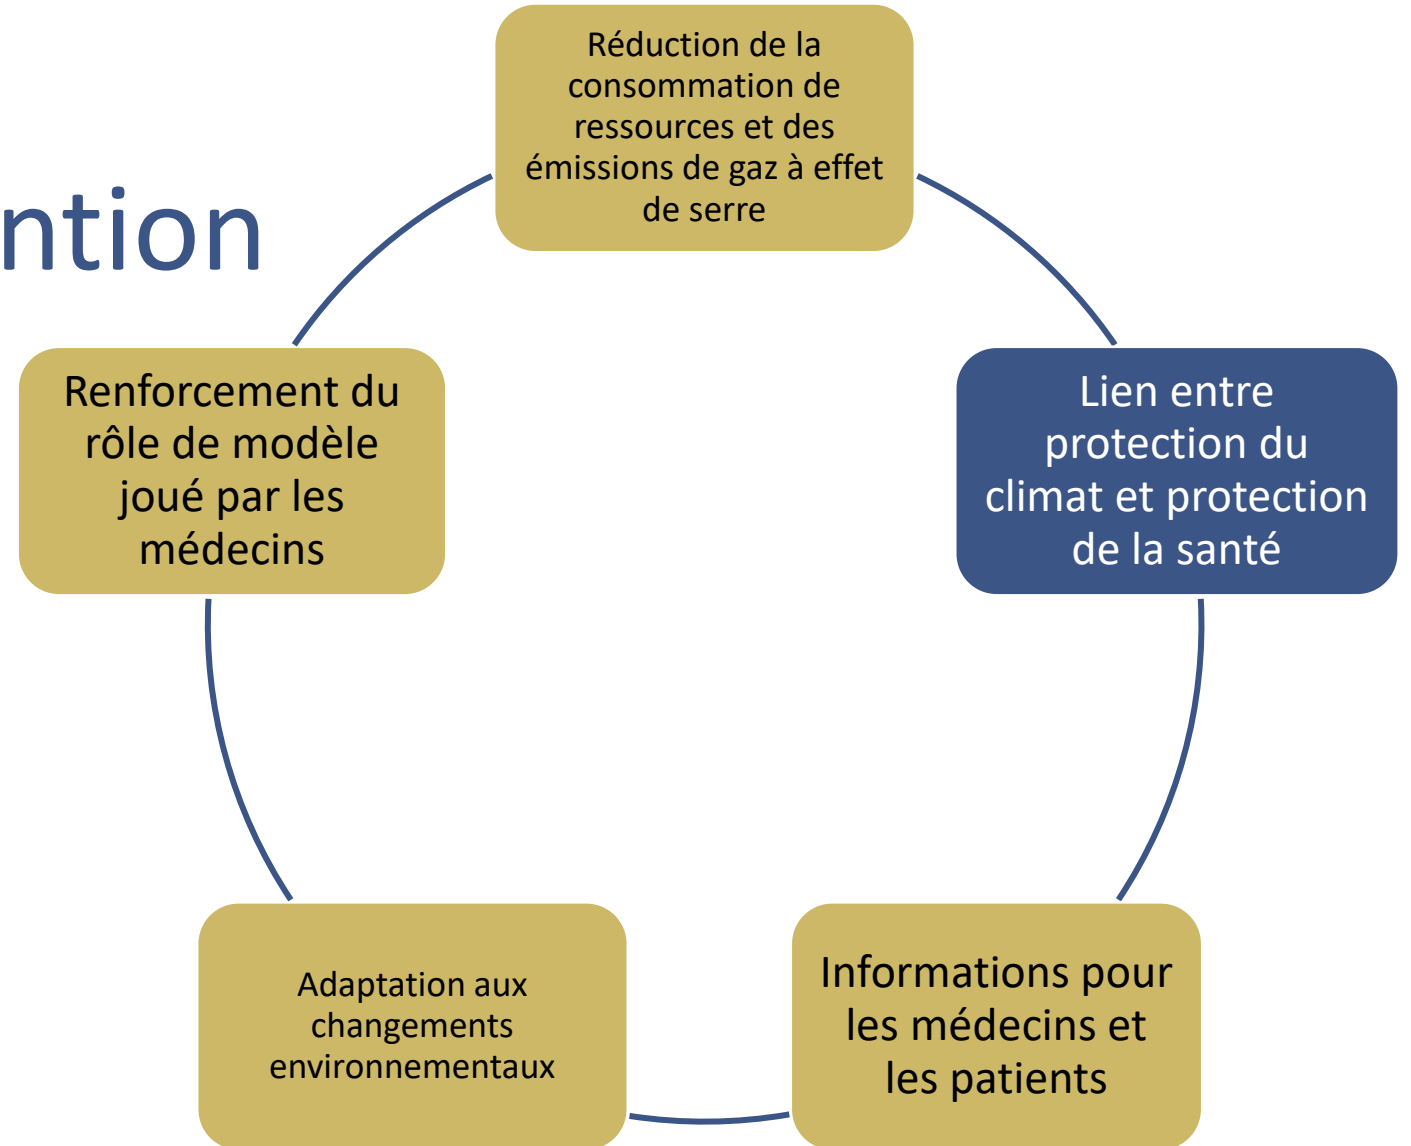 Réduction de la
consommation de
ressources et des
émissions de gaz à effet
de serre
ntion
Renforcement du
rôle de modèle
joué par les
médecins
Lien entre
protection du
climat et protection
de la santé
Adaptation aux
changements
environnementaux
Informations pour
les médecins et
les patients